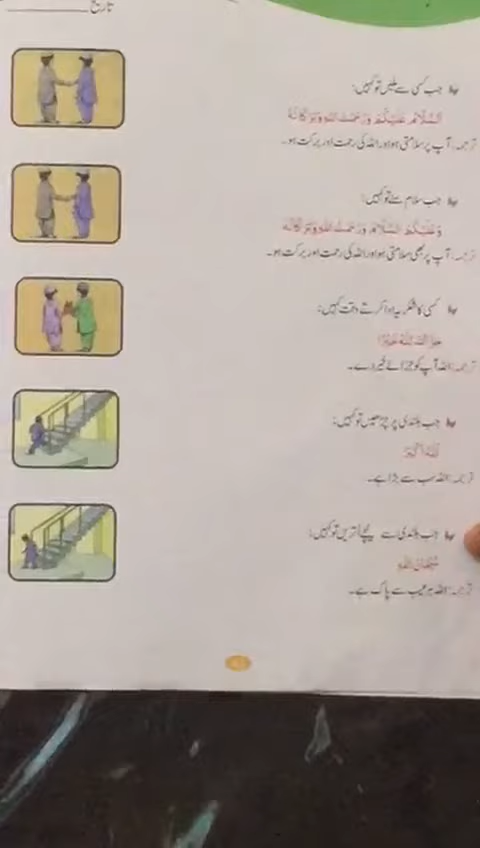 تاریخ
جب کسی سے ملیں تو کہیں:
اَلسَّلَامُ عَلَیْکُمْ وَرَحْمَۃُ اللّٰہِ وَبَرَکَاتُہٗ
ترجمہ: آپ پر سلامتی ہو اور اللہ کی رحمت اور برکت ہو۔
جب سلام سنے تو کہیں:
وَعَلَیْکُمُ السَّلَامُ وَرَحْمَۃُ اللّٰہِ وَبَرَکَاتُہٗ
ترجمہ: آپ پر بھی سلامتی ہو اور اللہ کی رحمت اور برکت ہو۔
کسی کا شکریہ ادا کرتے وقت کہیں:
جَزَاکَ اللّٰہُ خَیْرًا
ترجمہ: اللہ آپ کو جزائے خیر دے۔
جب بلندی پر چڑھیں تو کہیں:
اَللّٰہُ اَکْبَرُ
ترجمہ: اللہ سب سے بڑا ہے۔
جب بلندی سے نیچے اتریں تو کہیں:
سُبْحَانَ اللّٰہِ
ترجمہ: اللہ ہر عیب سے پاک ہے۔